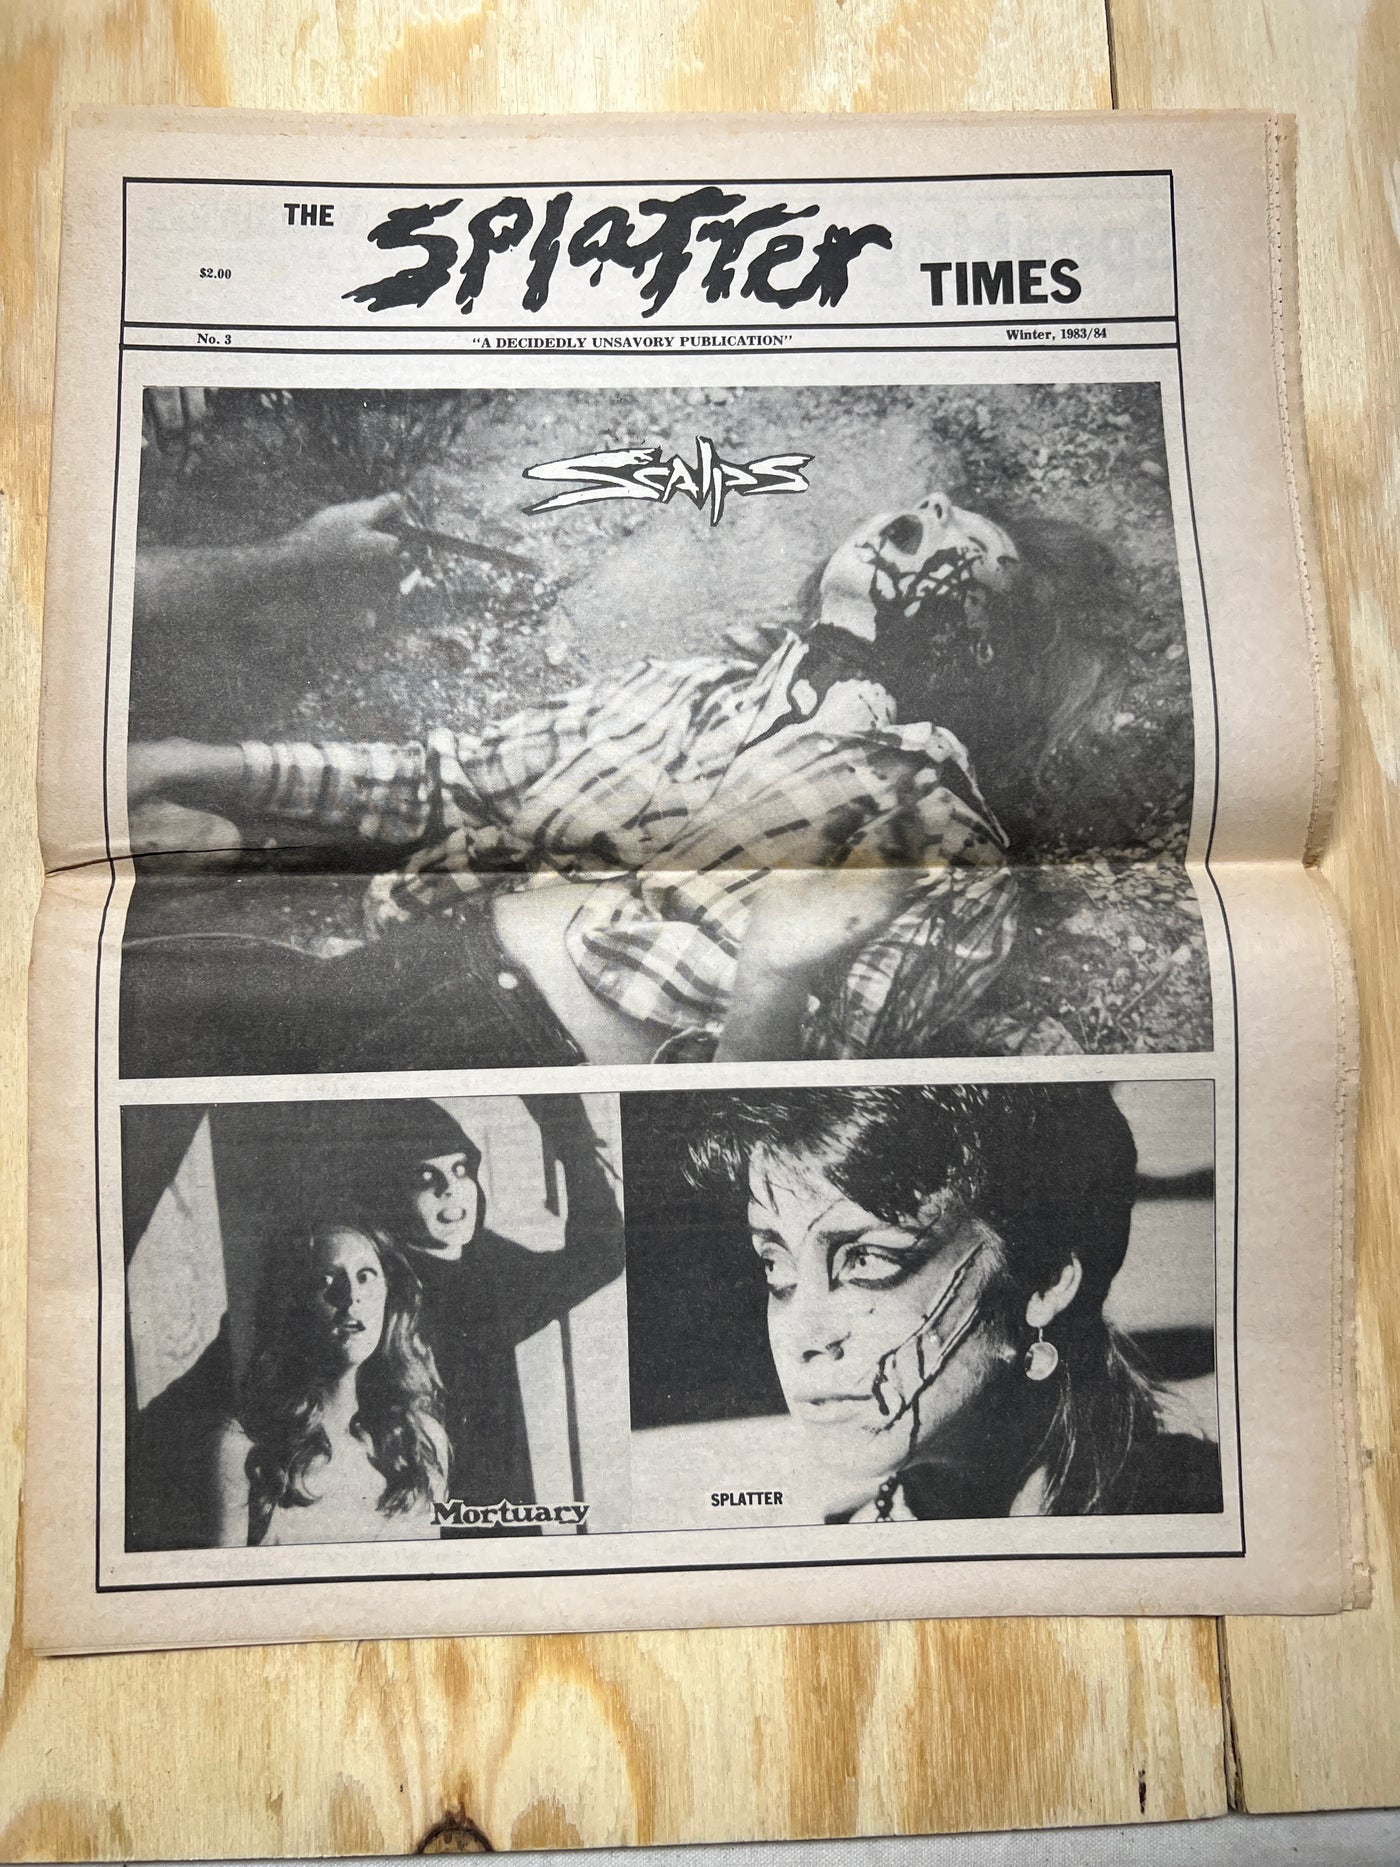 THE SPLATTER TIMES
$2.00
No. 3 "A DECIDEDLY UNSAVORY PUBLICATION" Winter, 1983/84
SCALPS
Mortuary
SPLATTER